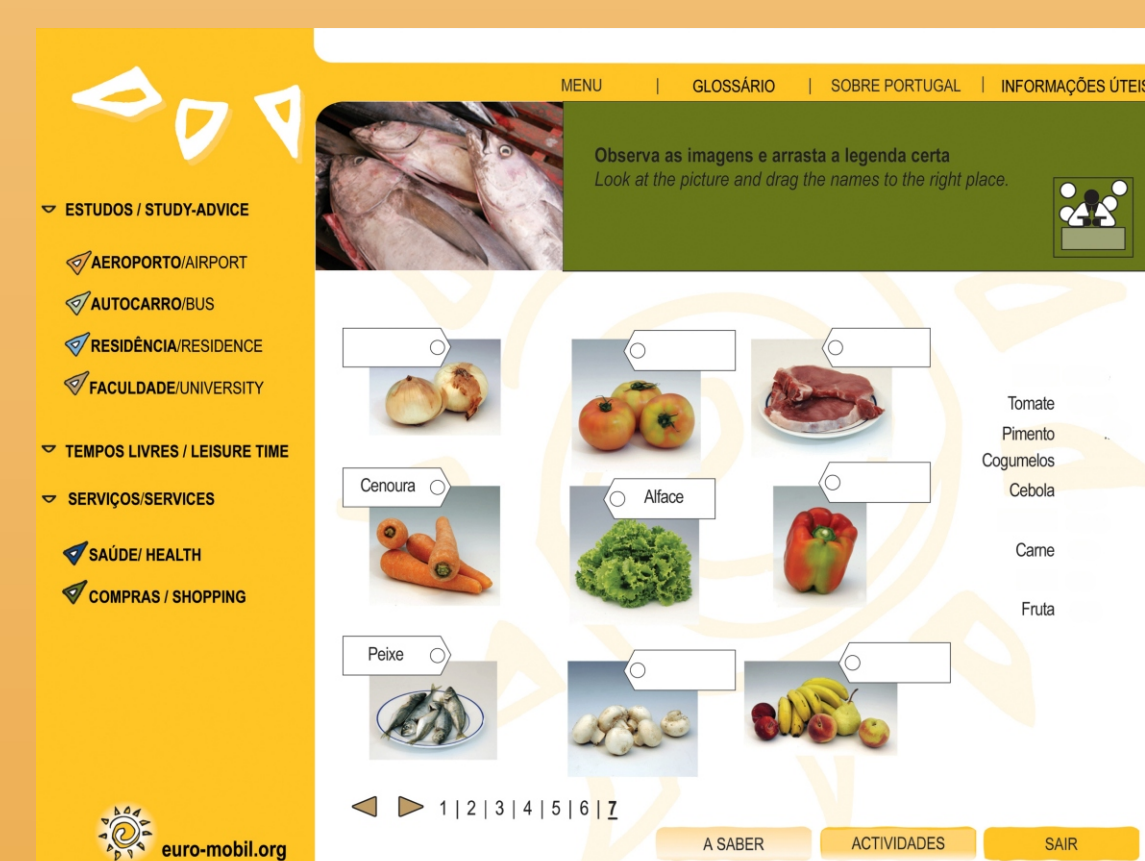 MENU | GLOSSÁRIO | SOBRE PORTUGAL | INFORMAÇÕES ÚTEIS
Observa as imagens e arrasta a legenda certa
Look at the picture and drag the names to the right place.
ESTUDOS / STUDY-ADVICE
AEROPORTO/AIRPORT
AUTOCARRO/BUS
RESIDÊNCIA/RESIDENCE
FACULDADE/UNIVERSITY
TEMPOS LIVRES / LEISURE TIME
SERVIÇOS/SERVICES
SAÚDE/ HEALTH
COMPRAS / SHOPPING
euro-mobil.org
Cenoura
Alface
Peixe
Tomate
Pimento
Cogumelos
Cebola
Carne
Fruta
1 | 2 | 3 | 4 | 5 | 6 | 7
A SABER
ACTIVIDADES
SAIR